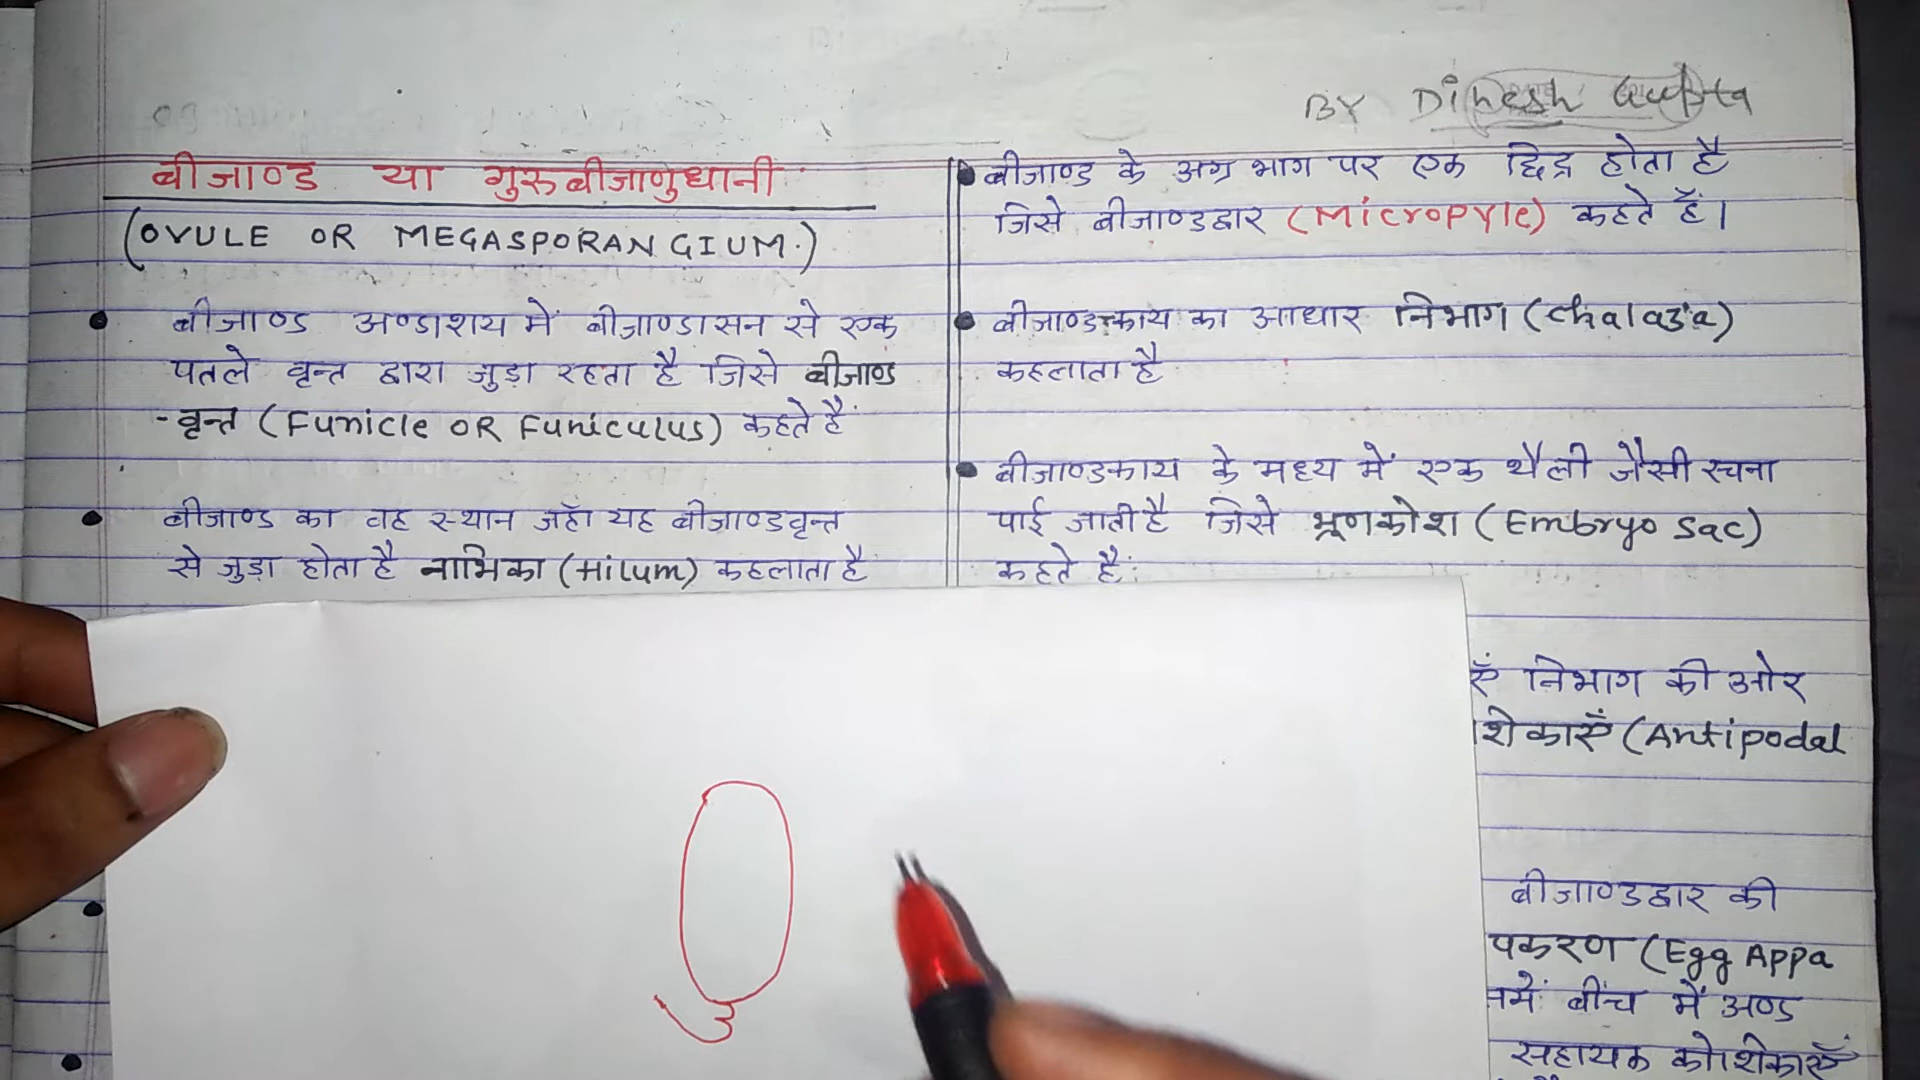 BY Dinesh Gupta
बीजाण्ड या गुरुबीजाणुधानी
(OVULE OR MEGASPORANGIUM.)
• बीजाण्ड अण्डाशय में बीजाण्डासन से एक
पतले वृन्त द्वारा जुड़ा रहता है जिसे बीजाण्ड
-वृन्त (Funicle OR Funiculus) कहते हैं
• बीजाण्ड का वह स्थान जहाँ यह बीजाण्डवृन्त
से जुड़ा होता है नाभिका (Hilum) कहलाता है
• बीजाण्ड के अग्र भाग पर एक छिद्र होता है
जिसे बीजाण्डद्वार (Micropyle) कहते हैं।
• बीजाण्डकाय का आधार निभाग (chalaza)
कहलाता है
• बीजाण्डकाय के मध्य में एक थैली जैसी रचना
पाई जाती है जिसे भ्रूणकोश (Embryo sac)
कहते हैं.
निभाग की ओर
शिकाएँ (Antipodal
बीजाण्डद्वार की
पकरण (Egg Appa
नमें बीच में अण्ड
सहायक कोशिकाएँ